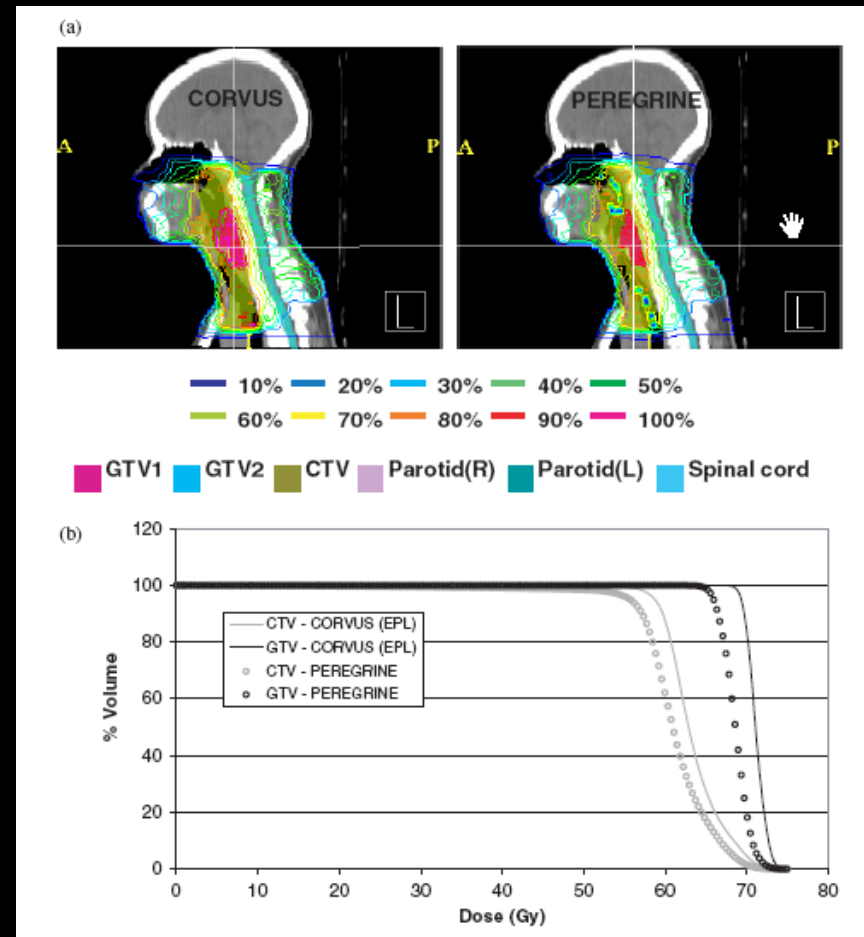 (a)
CORVUS PEREGRINE
A P A P
L L
10% 20% 30% 40% 50%
60% 70% 80% 90% 100%
GTV1 GTV2 CTV Parotid(R) Parotid(L) Spinal cord
(b)
120
100
80
60
40
20
0
% Volume
CTV - CORVUS (EPL)
GTV - CORVUS (EPL)
CTV - PEREGRINE
GTV - PEREGRINE
0 10 20 30 40 50 60 70 80
Dose (Gy)